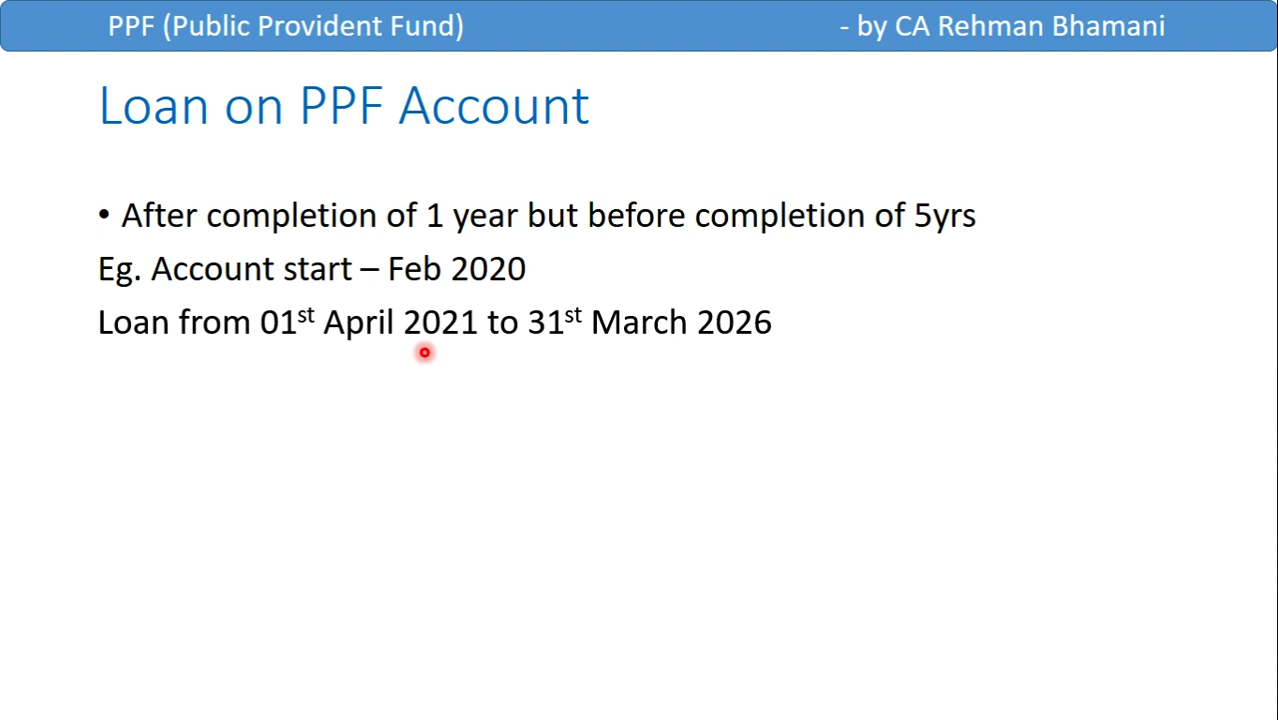 PPF (Public Provident Fund) - by CA Rehman Bhamani
Loan on PPF Account
• After completion of 1 year but before completion of 5yrs
Eg. Account start – Feb 2020
Loan from 01st April 2021 to 31st March 2026